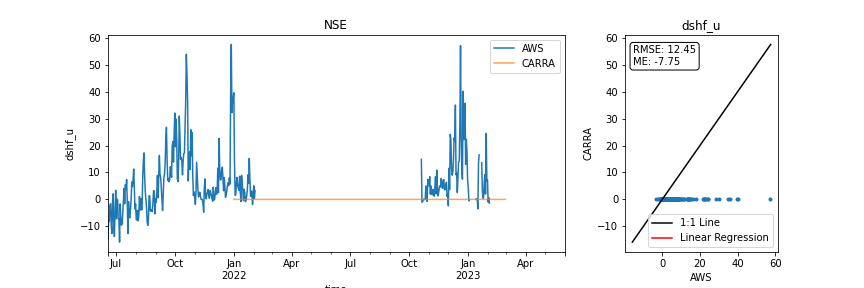 NSE
dshf_u
60
50
40
30
20
10
0
−10
AWS
CARRA
dshf_u
Jul
Oct
Jan
2022
Apr
Jul
Oct
Jan
2023
Apr
CARRA
60
50
40
30
20
10
0
−10
RMSE: 12.45
ME: -7.75
1:1 Line
Linear Regression
0
20
40
60
AWS